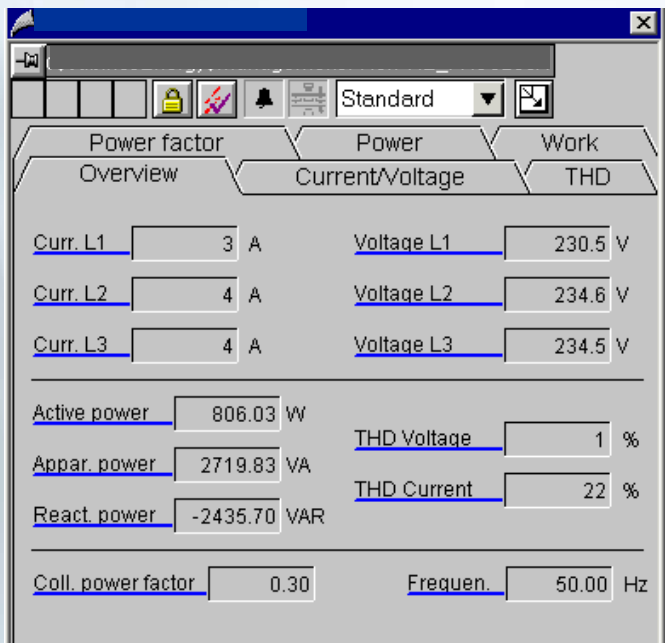 Standard
Power factor Power Work
Overview Current/Voltage THD
Curr. L1 3 A Voltage L1 230.5 V
Curr. L2 4 A Voltage L2 234.6 V
Curr. L3 4 A Voltage L3 234.5 V
Active power 806.03 W
THD Voltage 1 %
Appar. power 2719.83 VA
THD Current 22 %
React. power -2435.70 VAR
Coll. power factor 0.30 Frequen. 50.00 Hz